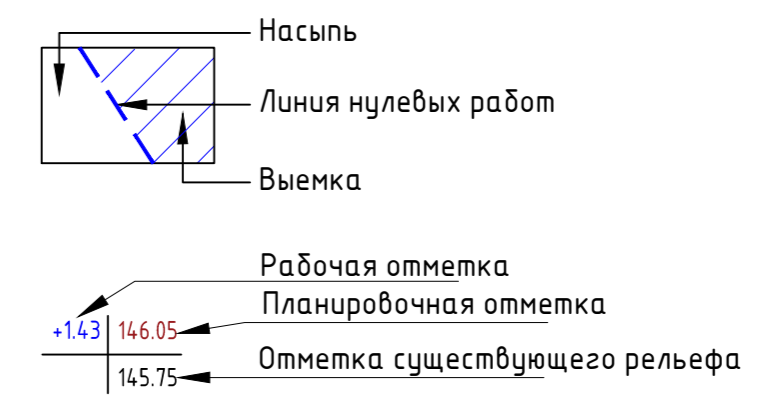 Насыпь
Линия нулевых работ
Выемка
Рабочая отметка
Планировочная отметка
+1.43 146.05
Отметка существующего рельефа
145.75